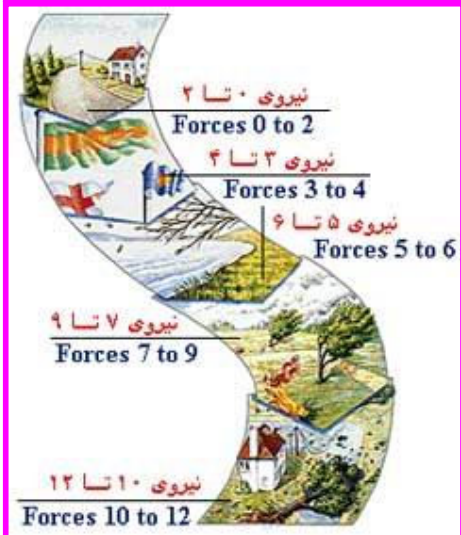 نیروی ۰ تا ۲
Forces 0 to 2
نیروی ۳ تا ۴
Forces 3 to 4
نیروی ۵ تا ۶
Forces 5 to 6
نیروی ۷ تا ۹
Forces 7 to 9
نیروی ۱۰ تا ۱۲
Forces 10 to 12